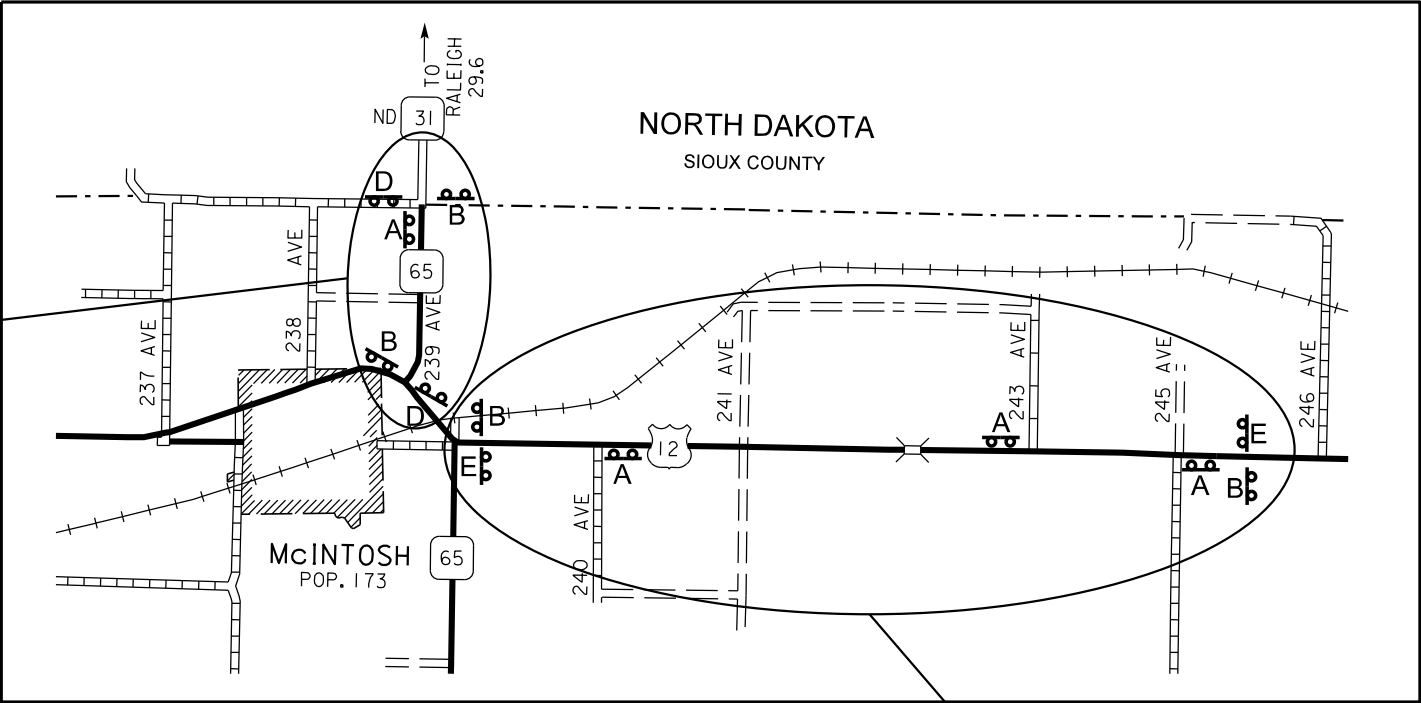 TO
RALEIGH
29.6
ND 31
NORTH DAKOTA
SIOUX COUNTY
D
B
A
65
238 AVE
239 AVE
237 AVE
B
D
B
E
A
12
240 AVE
241 AVE
243 AVE
A
245 AVE
A
E
B
246 AVE
McINTOSH
POP. 173
65